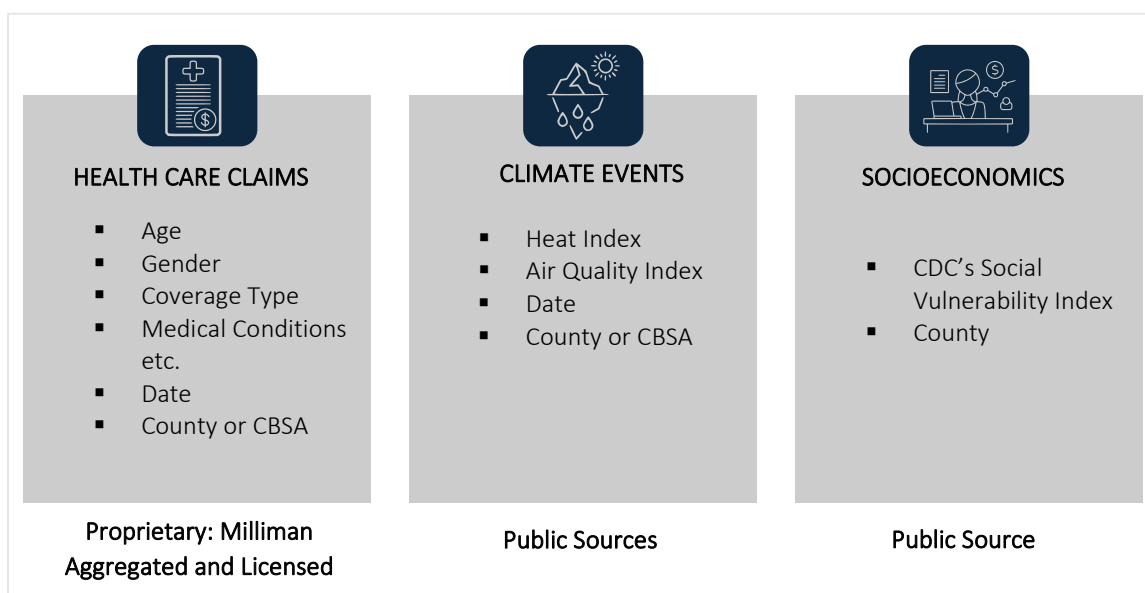 HEALTH CARE CLAIMS
▪ Age
▪ Gender
▪ Coverage Type
▪ Medical Conditions
etc.
▪ Date
▪ County or CBSA
Proprietary: Milliman
Aggregated and Licensed
CLIMATE EVENTS
▪ Heat Index
▪ Air Quality Index
▪ Date
▪ County or CBSA
Public Sources
SOCIOECONOMICS
▪ CDC’s Social
Vulnerability Index
▪ County
Public Source